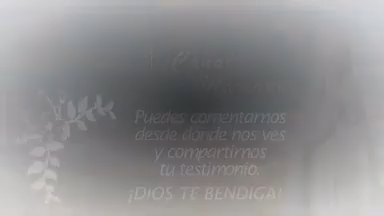 Puedes comentarnos
desde donde nos ves
y compartirnos
tu testimonio.
¡DIOS TE BENDIGA!